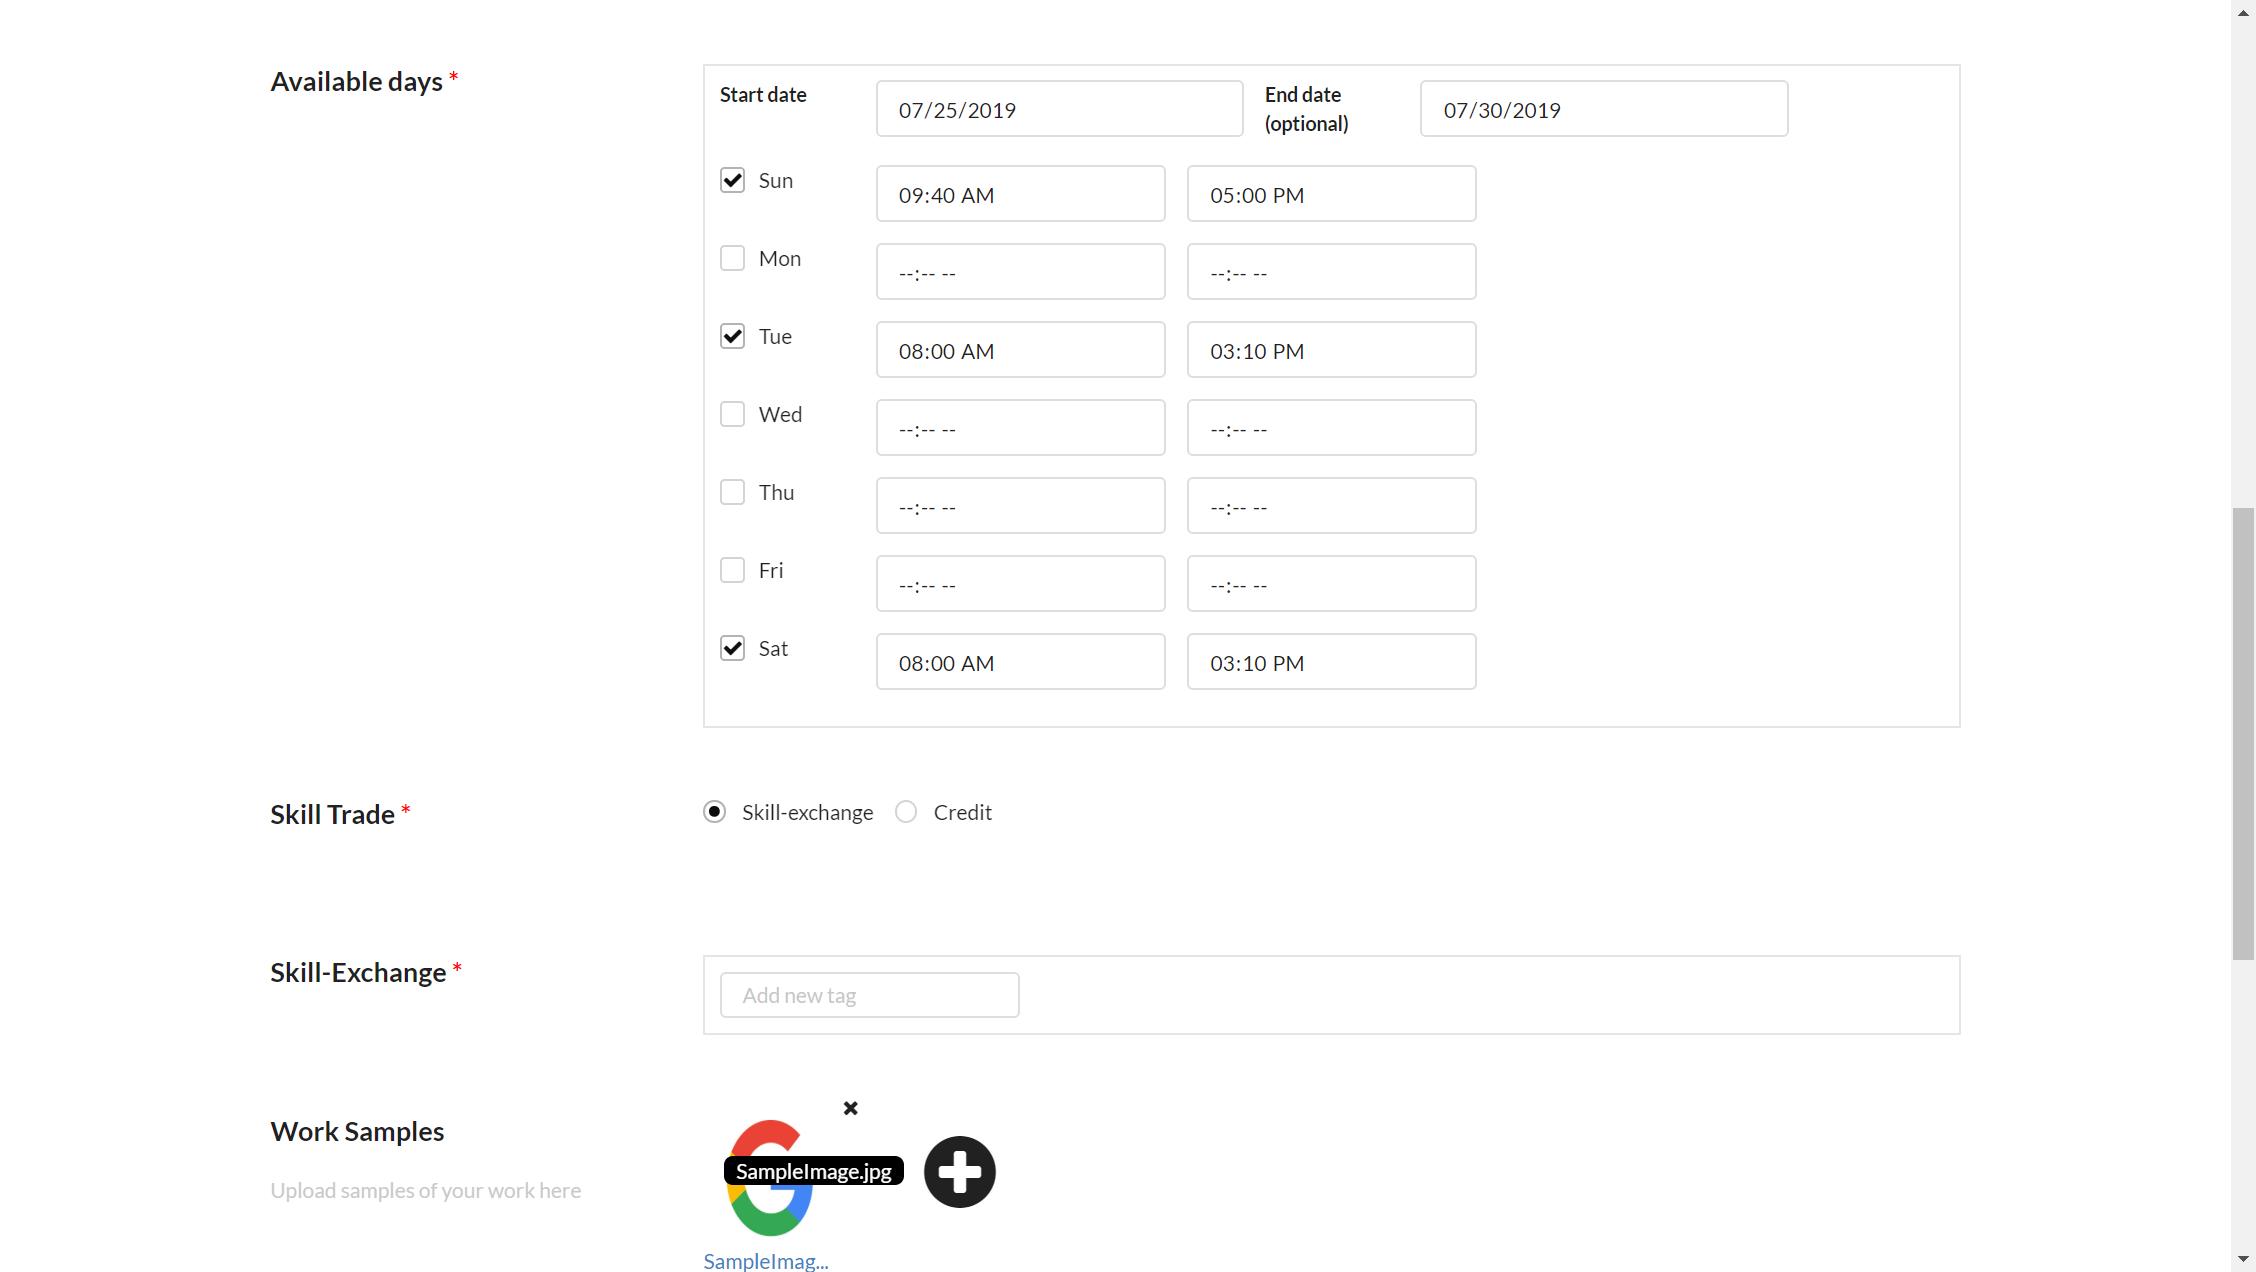 Available days *
Start date 07/25/2019 End date (optional) 07/30/2019
Sun 09:40 AM 05:00 PM
Mon --:-- -- --:-- --
Tue 08:00 AM 03:10 PM
Wed --:-- -- --:-- --
Thu --:-- -- --:-- --
Fri --:-- -- --:-- --
Sat 08:00 AM 03:10 PM
Skill Trade *
Skill-exchange Credit
Skill-Exchange *
Add new tag
Work Samples
Upload samples of your work here
SampleImage.jpg
SampleImag...